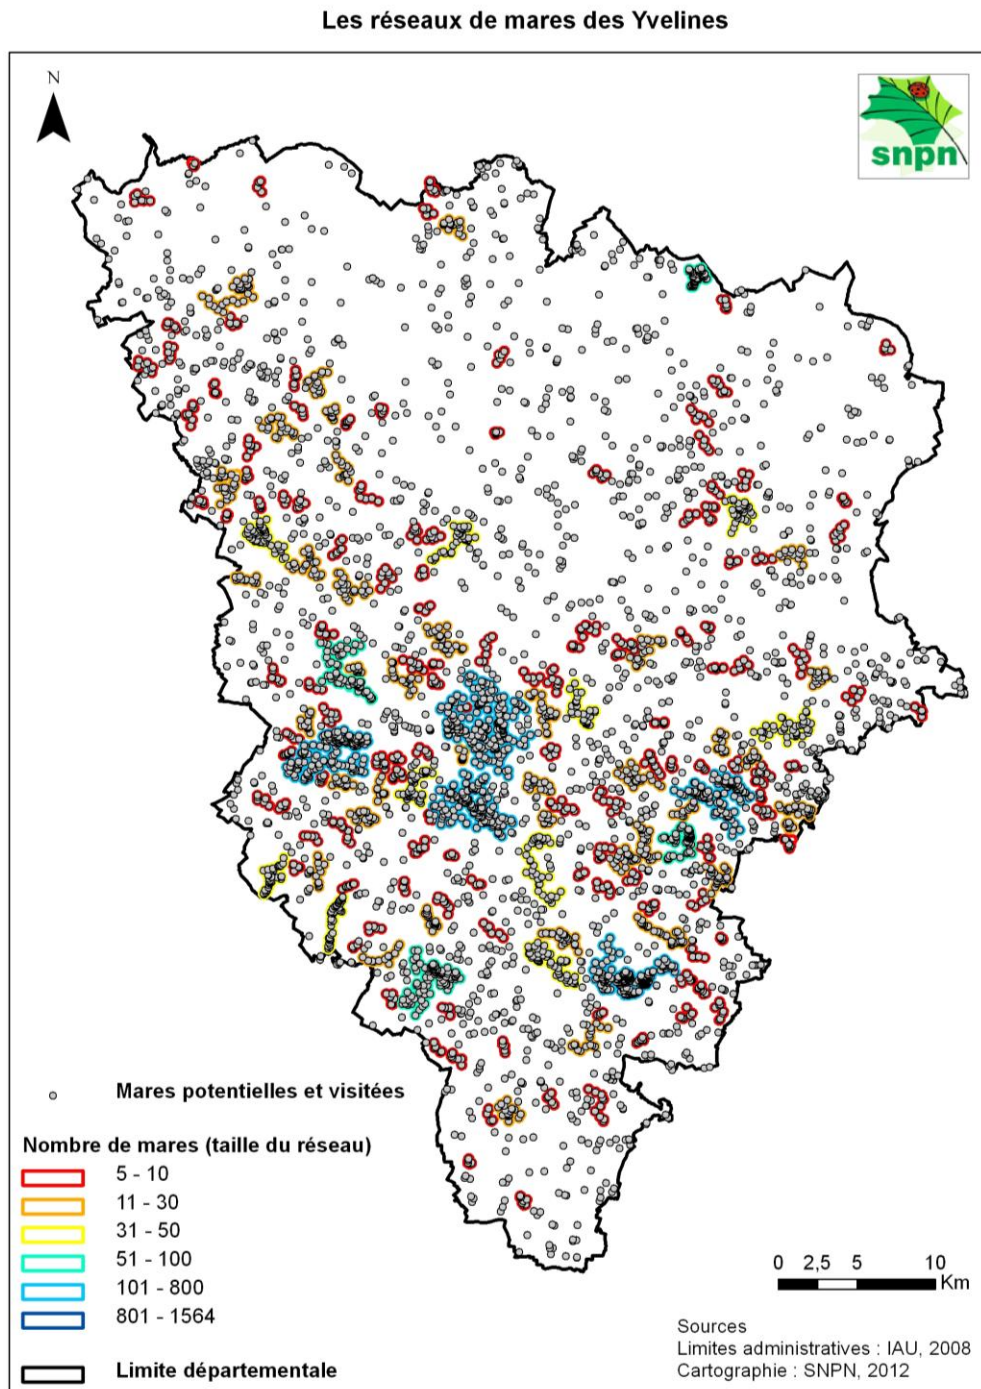 Les réseaux de mares des Yvelines
N
snpn
Mares potentielles et visitées
Nombre de mares (taille du réseau)
5 - 10
11 - 30
31 - 50
51 - 100
101 - 800
801 - 1564
Limite départementale
0 2,5 5 10
Km
Sources
Limites administratives : IAU, 2008
Cartographie : SNPN, 2012